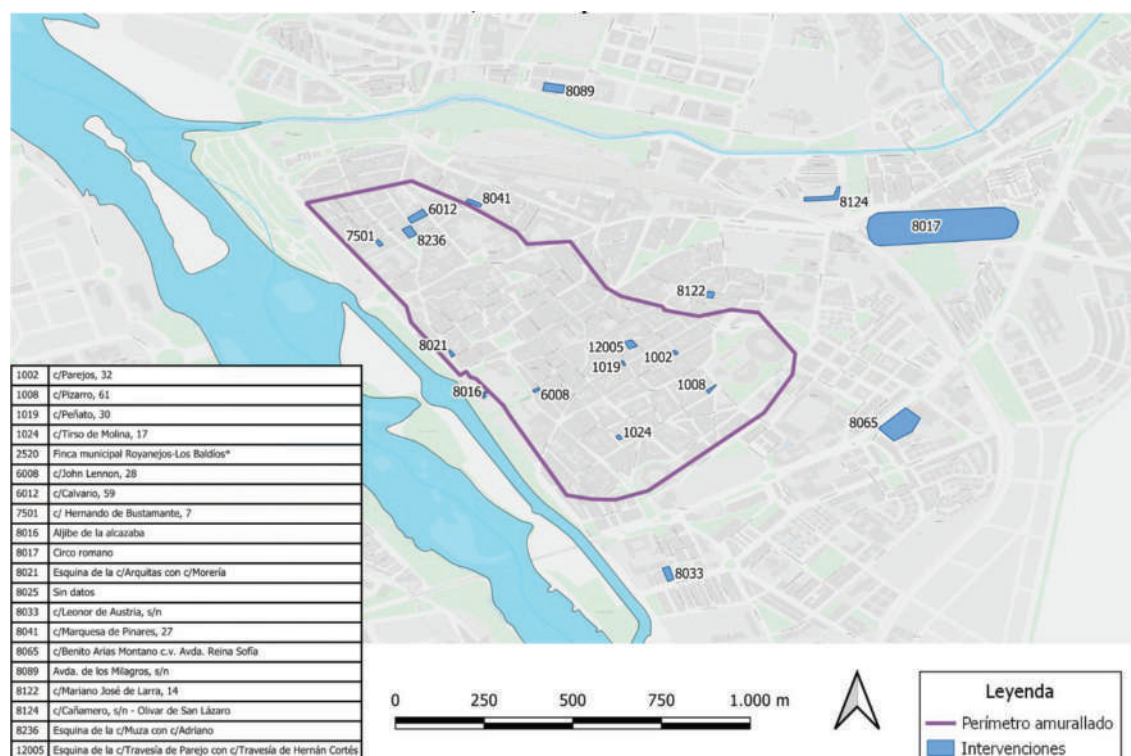 8089
8124
8017
8041
6012
8236
7501
8122
8021
12005
1002
1019
8016
6008
1008
8065
1024
8033
1002 c/Parejos, 32
1008 c/Pizarro, 61
1019 c/Peñato, 30
1024 c/Tirso de Molina, 17
2520 Finca municipal Royanejos-Los Baldíos*
6008 c/John Lennon, 28
6012 c/Calvario, 59
7501 c/ Hernando de Bustamante, 7
8016 Aljibe de la alcazaba
8017 Circo romano
8021 Esquina de la c/Arquitas con c/Morería
8025 Sin datos
8033 c/Leonor de Austria, s/n
8041 c/Marquesa de Pinares, 27
8065 c/Benito Arias Montano c.v. Avda. Reina Sofía
8089 Avda. de los Milagros, s/n
8122 c/Mariano José de Larra, 14
8124 c/Cañamero, s/n - Olivar de San Lázaro
8236 Esquina de la c/Muza con c/Adriano
12005 Esquina de la c/Travesía de Parejo con c/Travesía de Hernán Cortés
0 250 500 750 1.000 m
Leyenda
Perímetro amurallado
Intervenciones